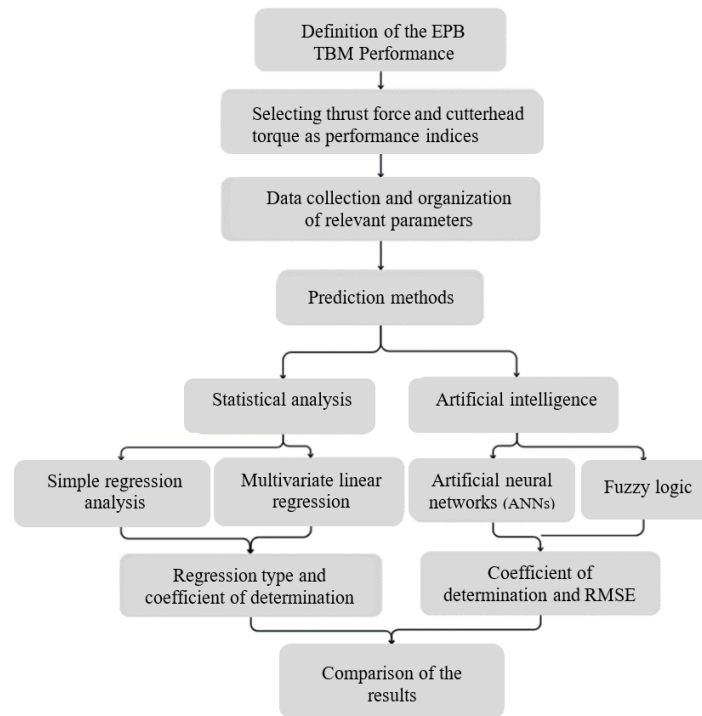 Definition of the EPB
TBM Performance
Selecting thrust force and cutterhead
torque as performance indices
Data collection and organization
of relevant parameters
Prediction methods
Statistical analysis
Artificial intelligence
Simple regression
analysis
Multivariate linear
regression
Artificial neural
networks (ANNs)
Fuzzy logic
Regression type and
coefficient of determination
Coefficient of
determination and RMSE
Comparison of the
results